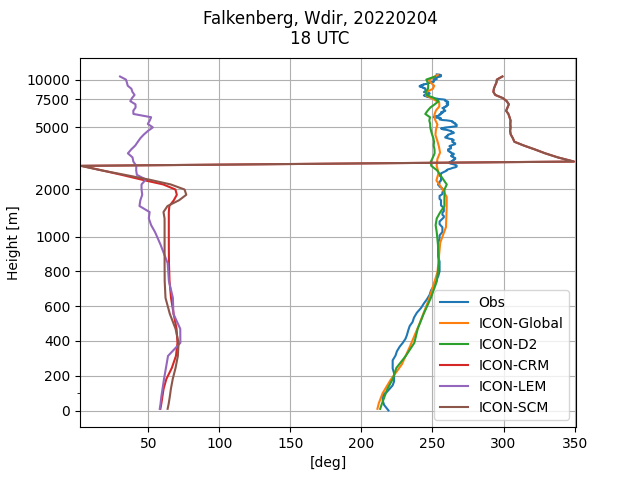 Falkenberg, Wdir, 20220204
18 UTC
Height [m]
10000
7500
5000
2000
1000
800
600
400
200
0
50
100
150
200
250
300
350
[deg]
Obs
ICON-Global
ICON-D2
ICON-CRM
ICON-LEM
ICON-SCM